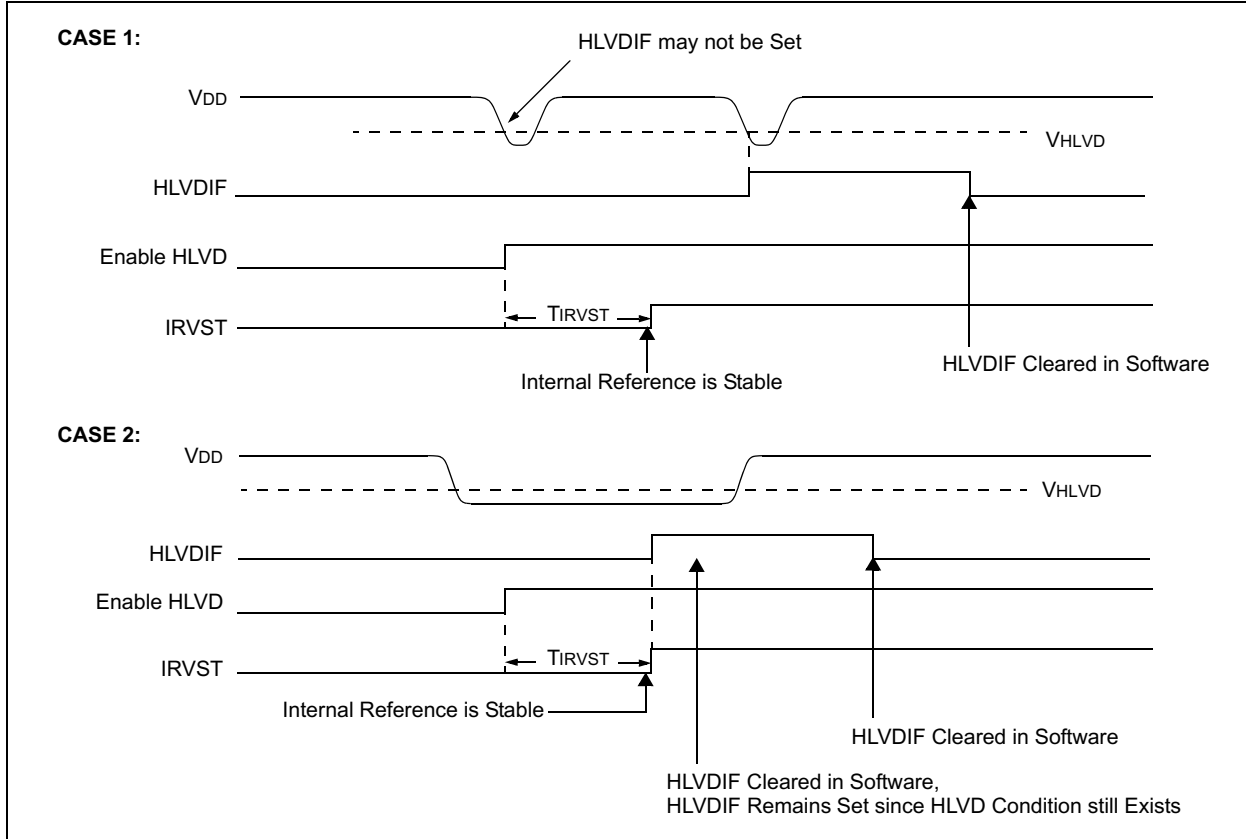 CASE 1:
HLVDIF may not be Set
VDD
VHLVD
HLVDIF
Enable HLVD
TIRVST
IRVST
HLVDIF Cleared in Software
Internal Reference is Stable
CASE 2:
VDD
VHLVD
HLVDIF
Enable HLVD
TIRVST
IRVST
Internal Reference is Stable
HLVDIF Cleared in Software
HLVDIF Cleared in Software,
HLVDIF Remains Set since HLVD Condition still Exists